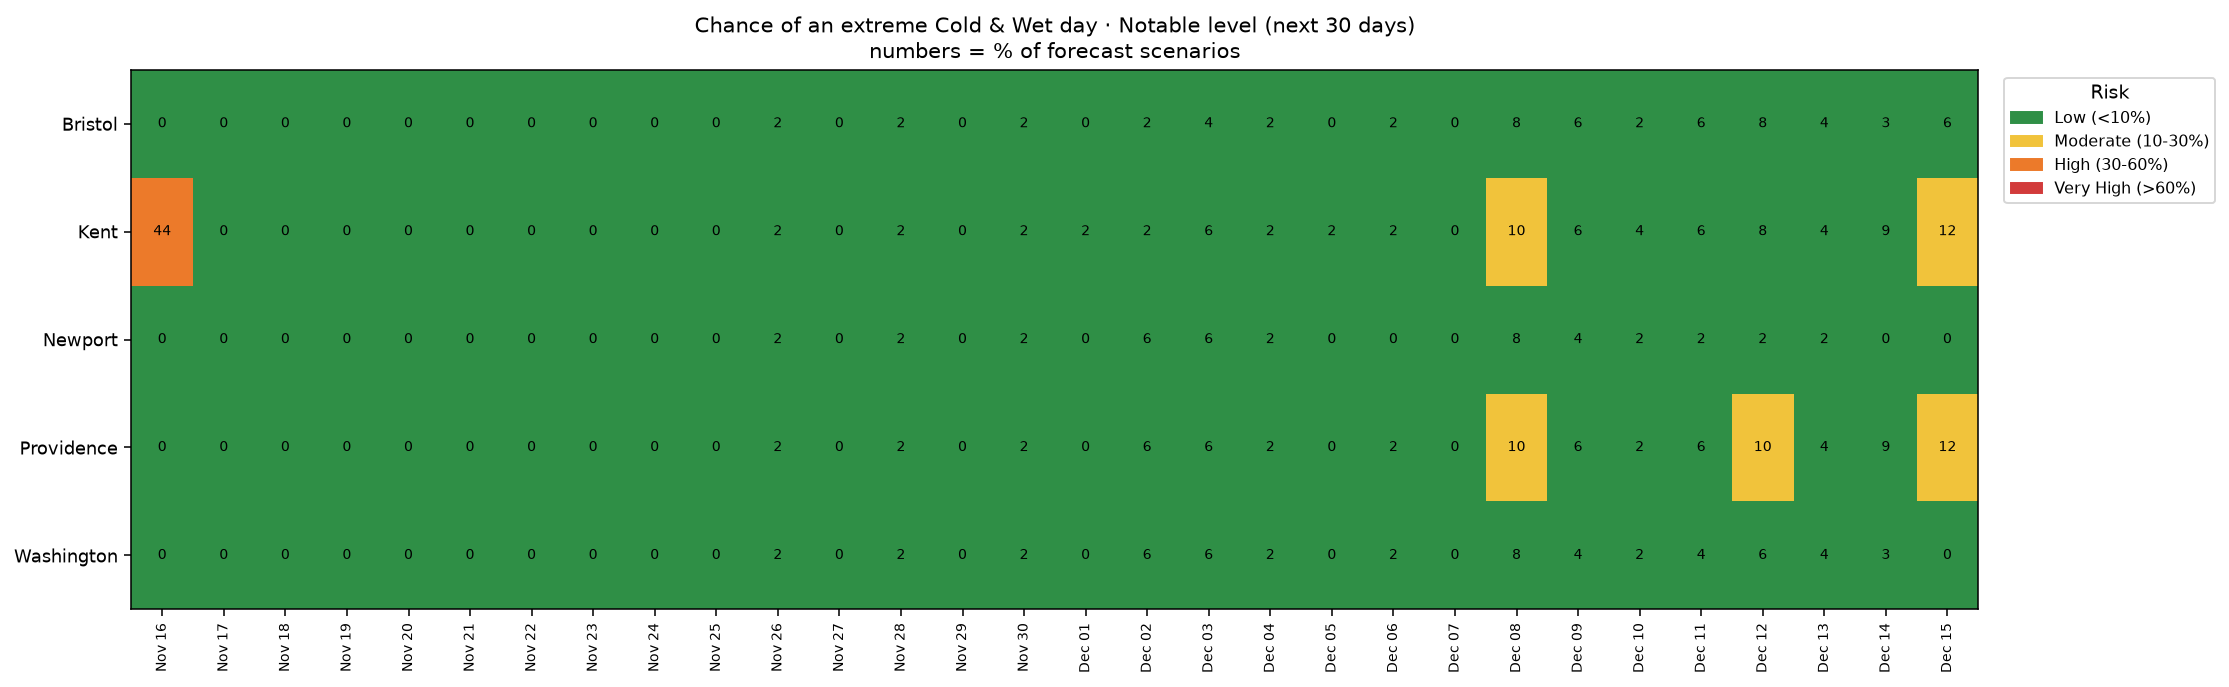 Chance of an extreme Cold & Wet day · Notable level (next 30 days)
numbers = % of forecast scenarios
Risk
Low (<10%)
Moderate (10-30%)
High (30-60%)
Very High (>60%)
Bristol 0 0 0 0 0 0 0 0 0 0 2 0 2 0 2 0 2 4 2 0 2 0 8 6 2 6 8 4 3 6
Kent 44 0 0 0 0 0 0 0 0 0 2 0 2 0 2 2 2 6 2 2 2 0 10 6 4 6 8 4 9 12
Newport 0 0 0 0 0 0 0 0 0 0 2 0 2 0 2 0 6 6 2 0 0 0 8 4 2 2 2 2 0 0
Providence 0 0 0 0 0 0 0 0 0 0 2 0 2 0 2 0 6 6 2 0 2 0 10 6 2 6 10 4 9 12
Washington 0 0 0 0 0 0 0 0 0 0 2 0 2 0 2 0 6 6 2 0 2 0 8 4 2 4 6 4 3 0
Nov 16 Nov 17 Nov 18 Nov 19 Nov 20 Nov 21 Nov 22 Nov 23 Nov 24 Nov 25 Nov 26 Nov 27 Nov 28 Nov 29 Nov 30 Dec 01 Dec 02 Dec 03 Dec 04 Dec 05 Dec 06 Dec 07 Dec 08 Dec 09 Dec 10 Dec 11 Dec 12 Dec 13 Dec 14 Dec 15